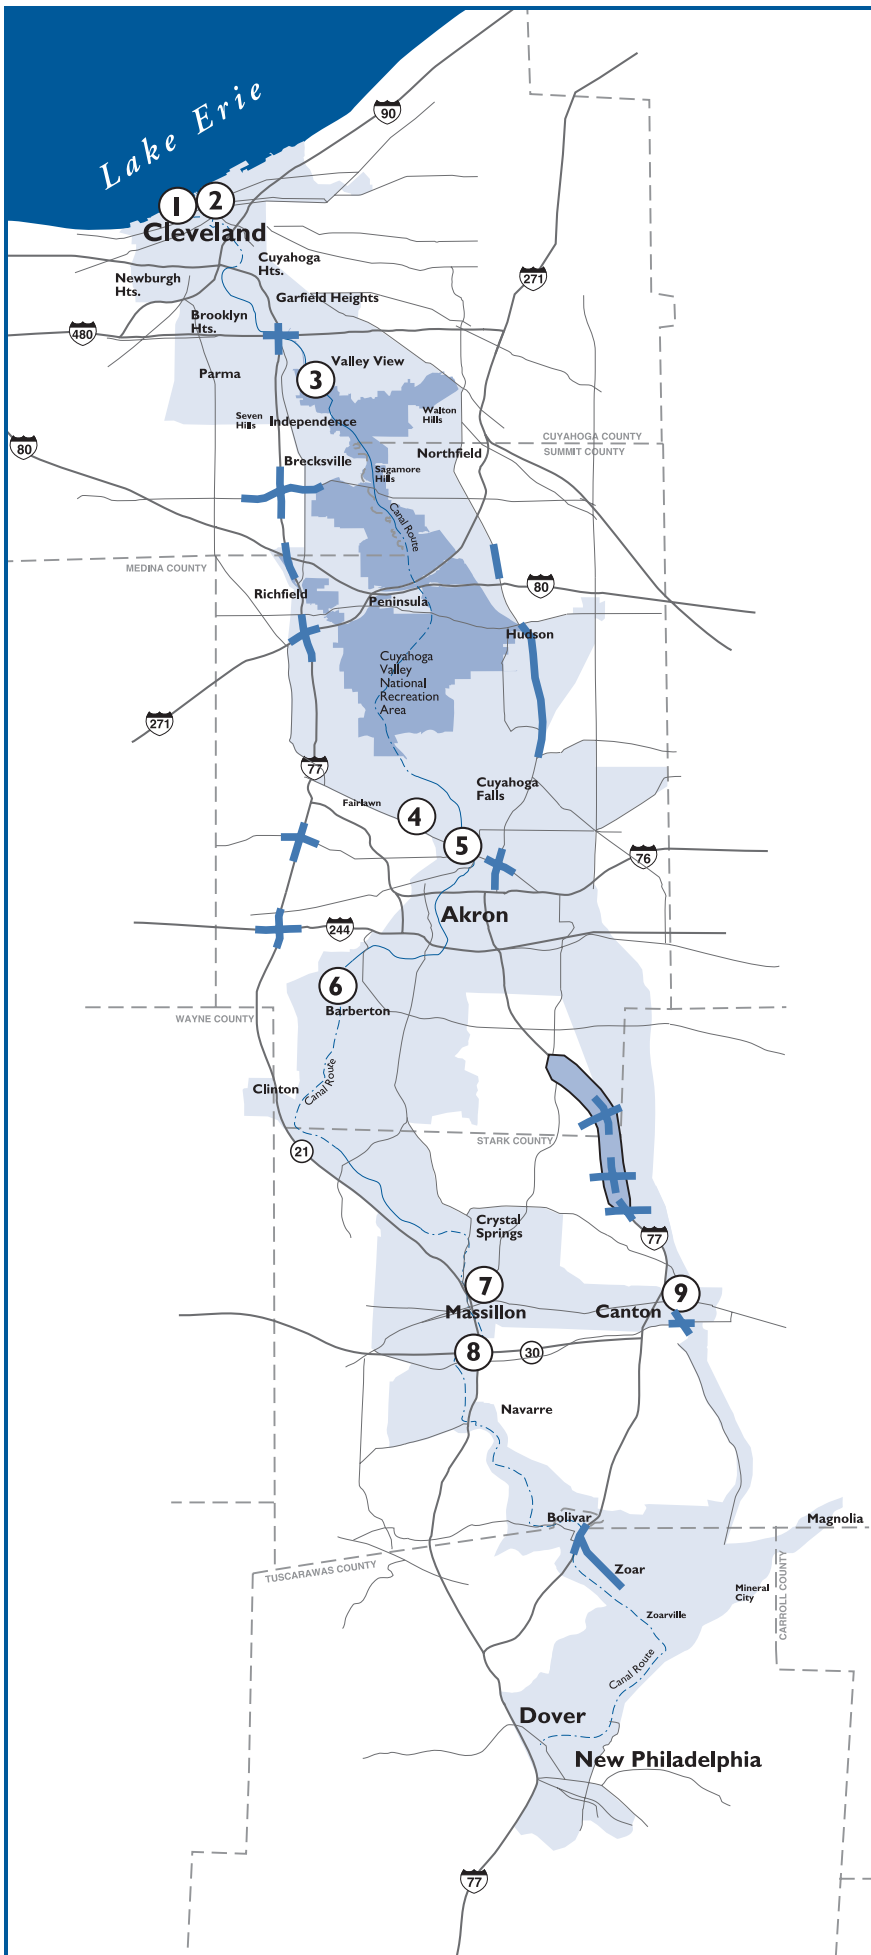 Lake Erie
90
1
2
Cleveland
Cuyahoga
Hts.
Newburgh
Hts.
271
Garfield Heights
Brooklyn
Hts.
480
Valley View
Parma
3
Walton
Hills
Seven
Hills
Independence
CUYAHOGA COUNTY
SUMMIT COUNTY
80
Northfield
Brecksville
Sagamore
Hills
Canal Route
MEDINA COUNTY
80
Richfield
Peninsula
Hudson
Cuyahoga
Valley
National
Recreation
Area
271
77
Cuyahoga
Falls
Fairlawn
4
5
76
Akron
244
6
Barberton
WAYNE COUNTY
Canal Route
Clinton
STARK COUNTY
21
Crystal
Springs
77
7
9
Massillon
Canton
8
30
Navarre
Bolivar
Magnolia
TUSCARAWAS COUNTY
Zoar
Mineral
City
CARROLL COUNTY
Zoarville
Canal Route
Dover
New Philadelphia
77